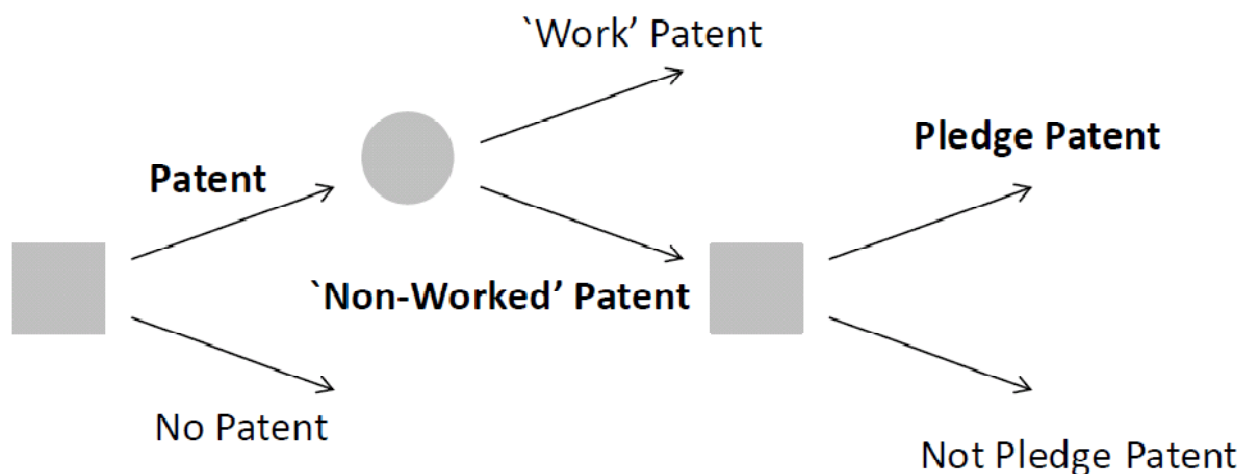 `Work’ Patent
Pledge Patent
Patent
`Non-Worked’ Patent
No Patent
Not Pledge Patent